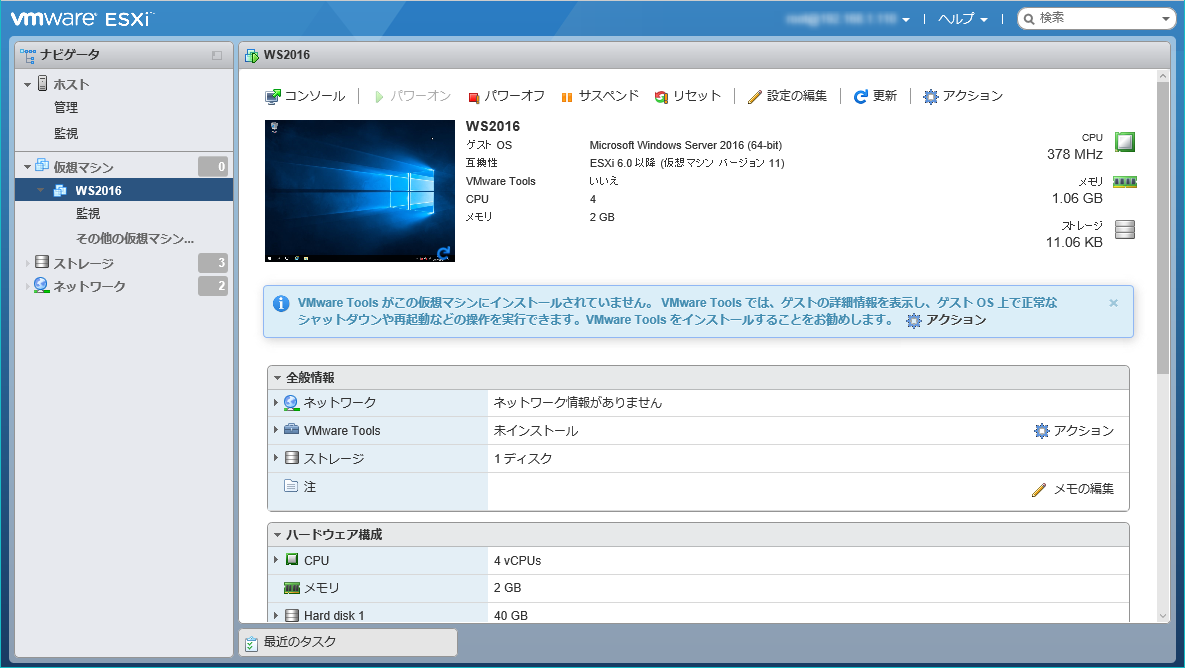 vmware ESXi
ヘルプ
検索
ナビゲータ
ホスト
管理
監視
仮想マシン 0
WS2016
監視
その他の仮想マシン...
ストレージ 3
ネットワーク 2
WS2016
コンソール パワーオン パワーオフ サスペンド リセット 設定の編集 更新 アクション
WS2016
ゲスト OS Microsoft Windows Server 2016 (64-bit)
互換性 ESXi 6.0 以降 (仮想マシン バージョン 11)
VMware Tools いいえ
CPU 4
メモリ 2 GB
CPU
378 MHz
メモリ
1.06 GB
ストレージ
11.06 KB
VMware Tools がこの仮想マシンにインストールされていません。 VMware Tools では、ゲストの詳細情報を表示し、ゲスト OS 上で正常な
シャットダウンや再起動などの操作を実行できます。VMware Tools をインストールすることをお勧めします。 アクション
全般情報
ネットワーク ネットワーク情報がありません
VMware Tools 未インストール アクション
ストレージ 1 ディスク
注 メモの編集
ハードウェア構成
CPU 4 vCPUs
メモリ 2 GB
Hard disk 1 40 GB
最近のタスク